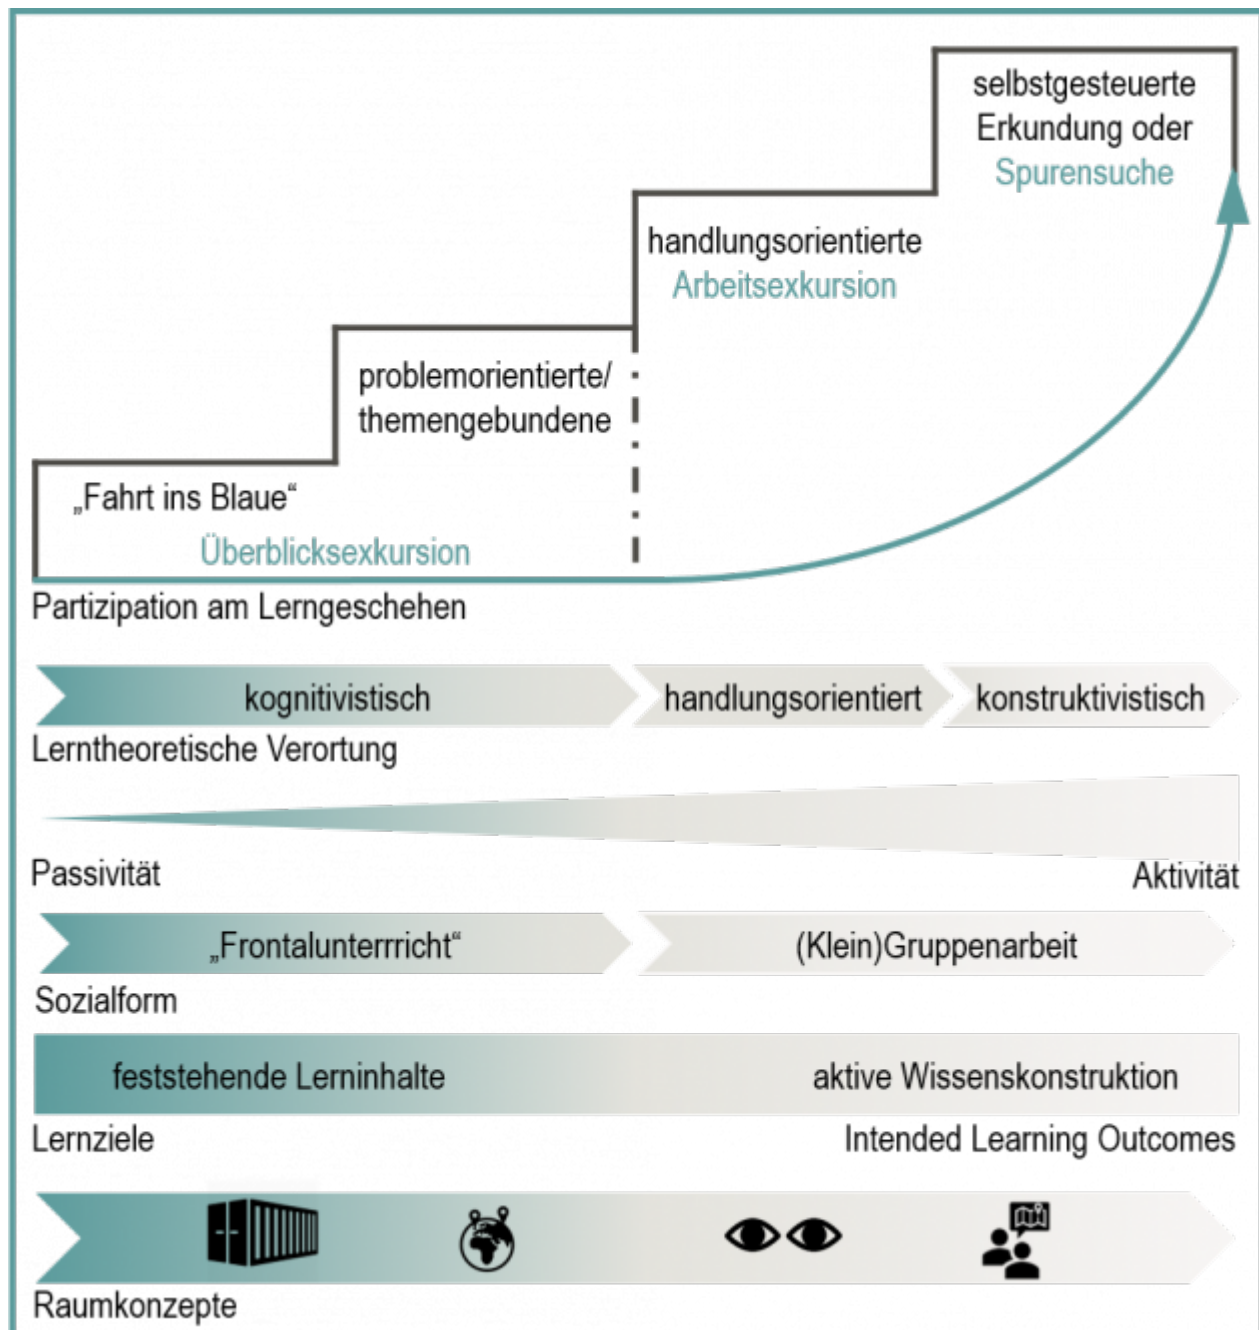 selbstgesteuerte
Erkundung oder
Spurensuche
handlungsorientierte
Arbeitsexkursion
problemorientierte/
themengebundene
„Fahrt ins Blaue“
Überblicksexkursion
Partizipation am Lerngeschehen
kognitivistisch
handlungsorientiert
konstruktivistisch
Lerntheoretische Verortung
Passivität
Aktivität
„Frontalunterrricht“
(Klein)Gruppenarbeit
Sozialform
feststehende Lerninhalte
aktive Wissenskonstruktion
Lernziele
Intended Learning Outcomes
Raumkonzepte